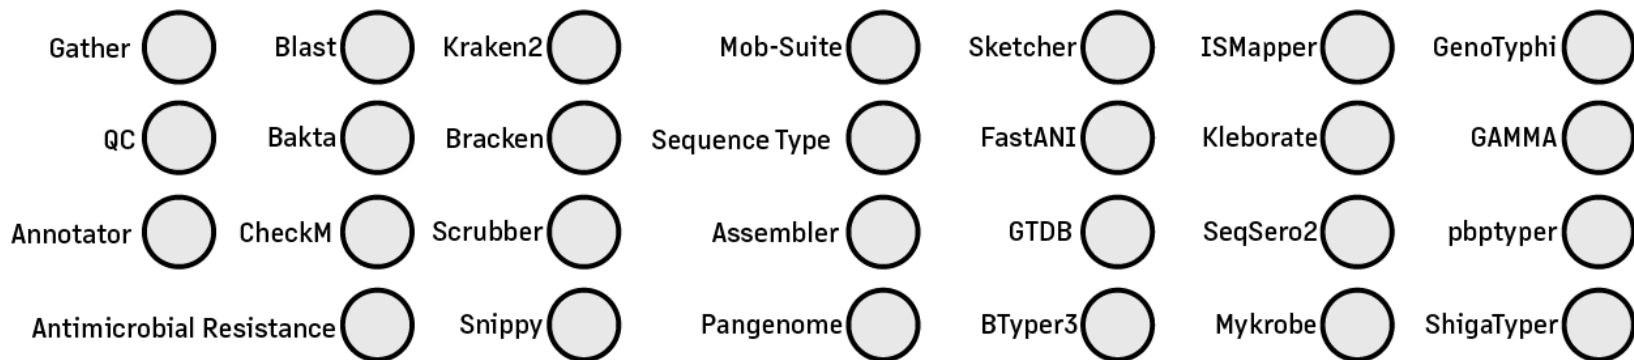 Gather Blast Kraken2 Mob-Suite Sketcher ISMapper GenoTyphi
QC Bakta Bracken Sequence Type FastANI Kleborate GAMMA
Annotator CheckM Scrubber Assembler GTDB SeqSero2 pbptyper
Antimicrobial Resistance Snippy Pangenome BTyper3 Mykrobe ShigaTyper